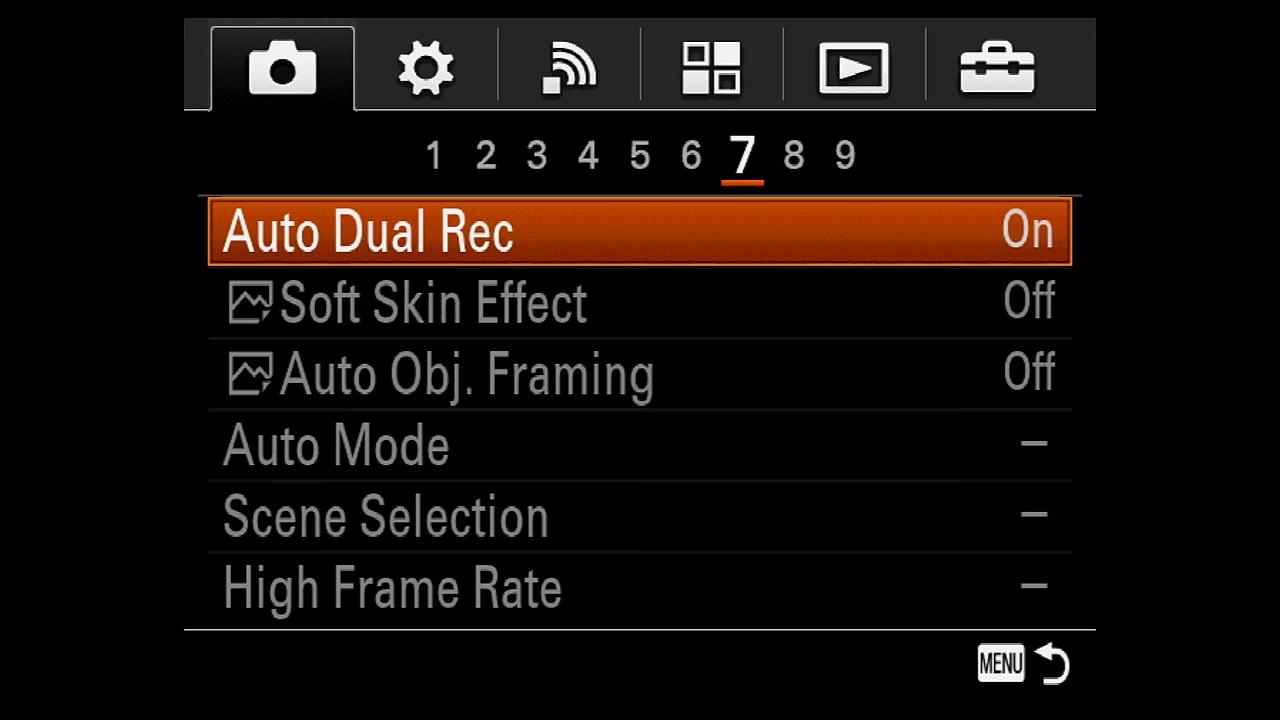 1 2 3 4 5 6 7 8 9
Auto Dual Rec On
Soft Skin Effect Off
Auto Obj. Framing Off
Auto Mode –
Scene Selection –
High Frame Rate –
MENU